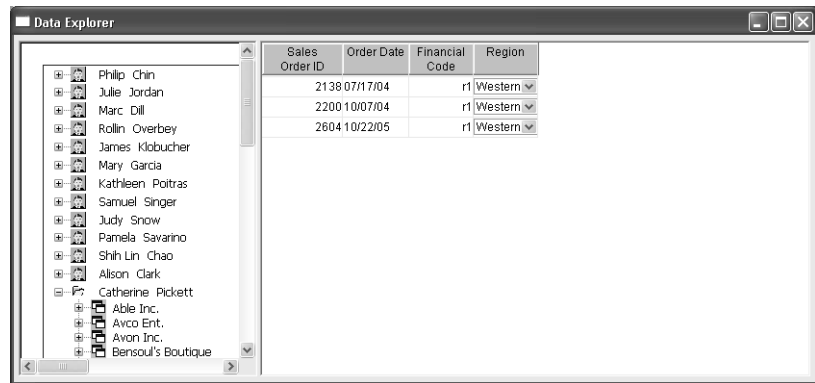 Data Explorer
Philip Chin
Julie Jordan
Marc Dill
Rollin Overbey
James Klobucher
Mary Garcia
Kathleen Poitras
Samuel Singer
Judy Snow
Pamela Savarino
Shih Lin Chao
Alison Clark
Catherine Pickett
Able Inc.
Avco Ent.
Avon Inc.
Bensoul's Boutique
Sales Order Date Financial Region
Order ID Code
2138 07/17/04 r1 Western
2200 10/07/04 r1 Western
2604 10/22/05 r1 Western